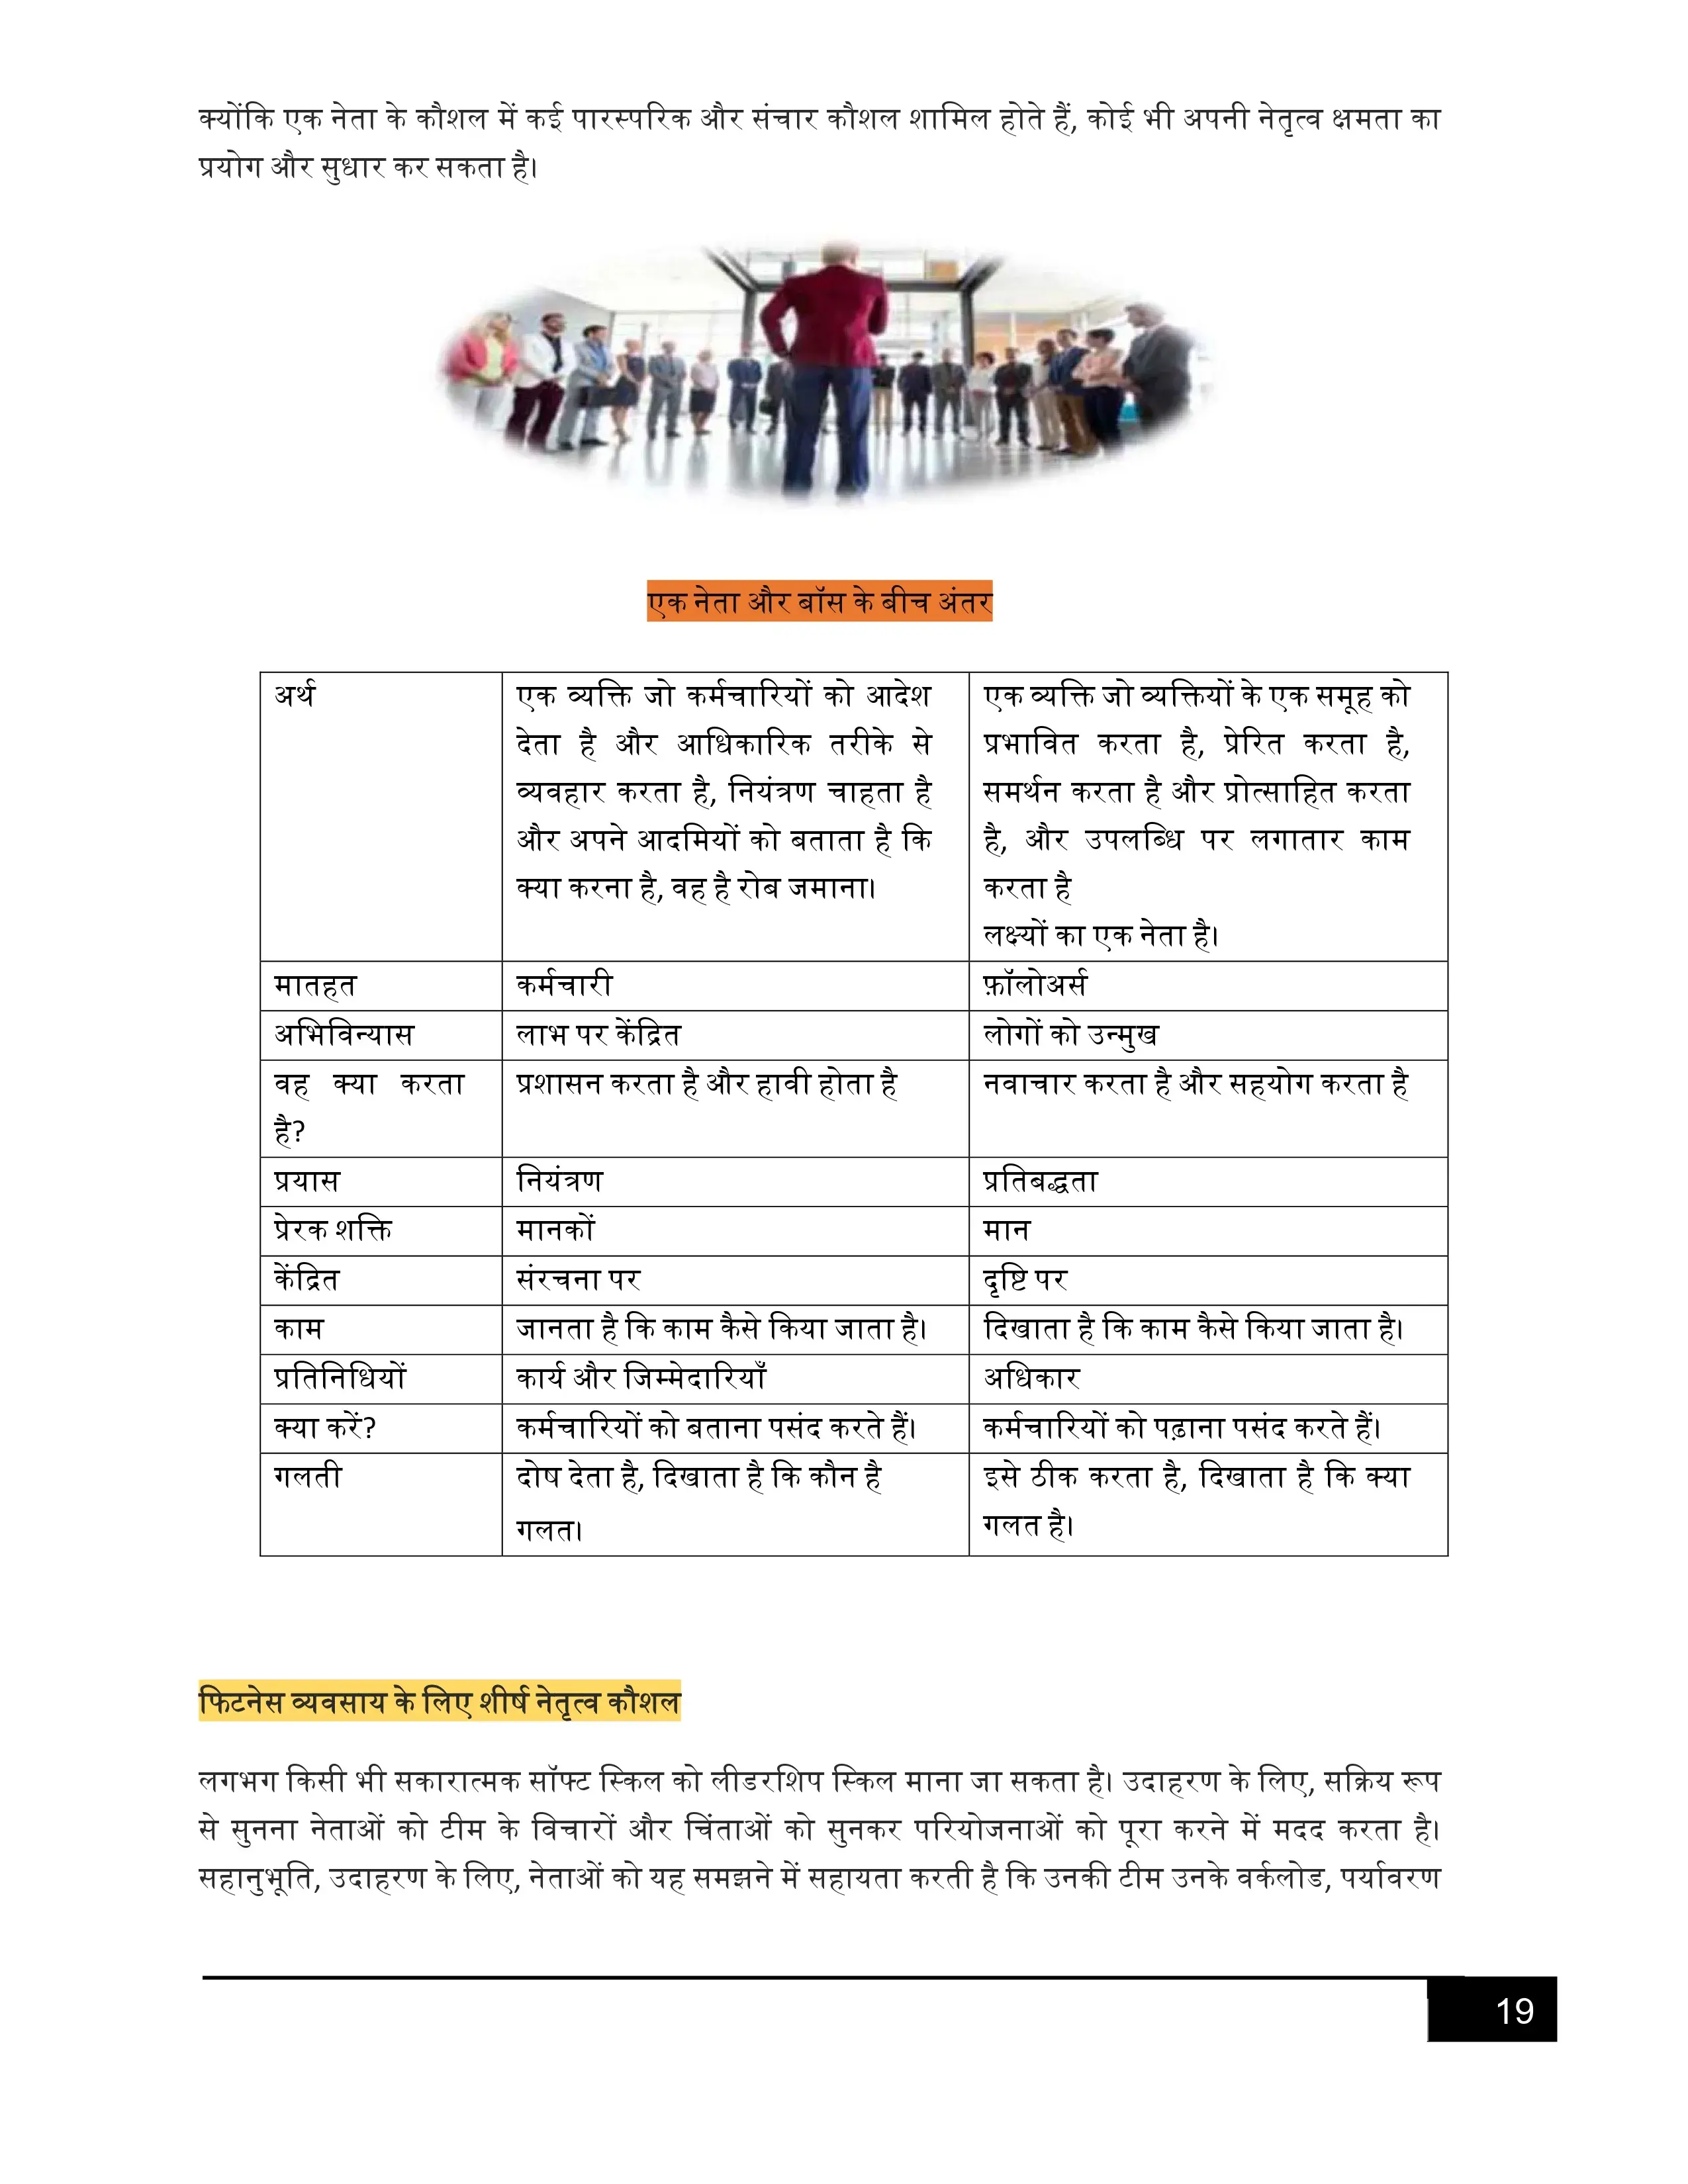 क्योंकि एक नेता के कौशल में कई पारस्परिक और संचार कौशल शामिल होते हैं, कोई भी अपनी नेतृत्व क्षमता का
प्रयोग और सुधार कर सकता है।
एक नेता और बॉस के बीच अंतर
अर्थ
एक व्यक्ति जो कर्मचारियों को आदेश
देता है और आधिकारिक तरीके से
व्यवहार करता है, नियंत्रण चाहता है
और अपने आदमियों को बताता है कि
क्या करना है, वह है रोब जमाना।
एक व्यक्ति जो व्यक्तियों के एक समूह को
प्रभावित करता है, प्रेरित करता है,
समर्थन करता है और प्रोत्साहित करता
है, और उपलब्धि पर लगातार काम
करता है
लक्ष्यों का एक नेता है।
मातहत
कर्मचारी
फ़ॉलोअर्स
अभिविन्यास
लाभ पर केंद्रित
लोगों को उन्मुख
वह क्या करता
है?
प्रशासन करता है और हावी होता है
नवाचार करता है और सहयोग करता है
प्रयास
नियंत्रण
प्रतिबद्धता
प्रेरक शक्ति
मानकों
मान
केंद्रित
संरचना पर
दृष्टि पर
काम
जानता है कि काम कैसे किया जाता है।
दिखाता है कि काम कैसे किया जाता है।
प्रतिनिधियों
कार्य और जिम्मेदारियाँ
अधिकार
क्या करें?
कर्मचारियों को बताना पसंद करते हैं।
कर्मचारियों को पढ़ाना पसंद करते हैं।
गलती
दोष देता है, दिखाता है कि कौन है
गलत।
इसे ठीक करता है, दिखाता है कि क्या
गलत है।
फिटनेस व्यवसाय के लिए शीर्ष नेतृत्व कौशल
लगभग किसी भी सकारात्मक सॉफ्ट स्किल को लीडरशिप स्किल माना जा सकता है। उदाहरण के लिए, सक्रिय रूप
से सुनना नेताओं को टीम के विचारों और चिंताओं को सुनकर परियोजनाओं को पूरा करने में मदद करता है।
सहानुभूति, उदाहरण के लिए, नेताओं को यह समझने में सहायता करती है कि उनकी टीम उनके वर्कलोड, पर्यावरण
19